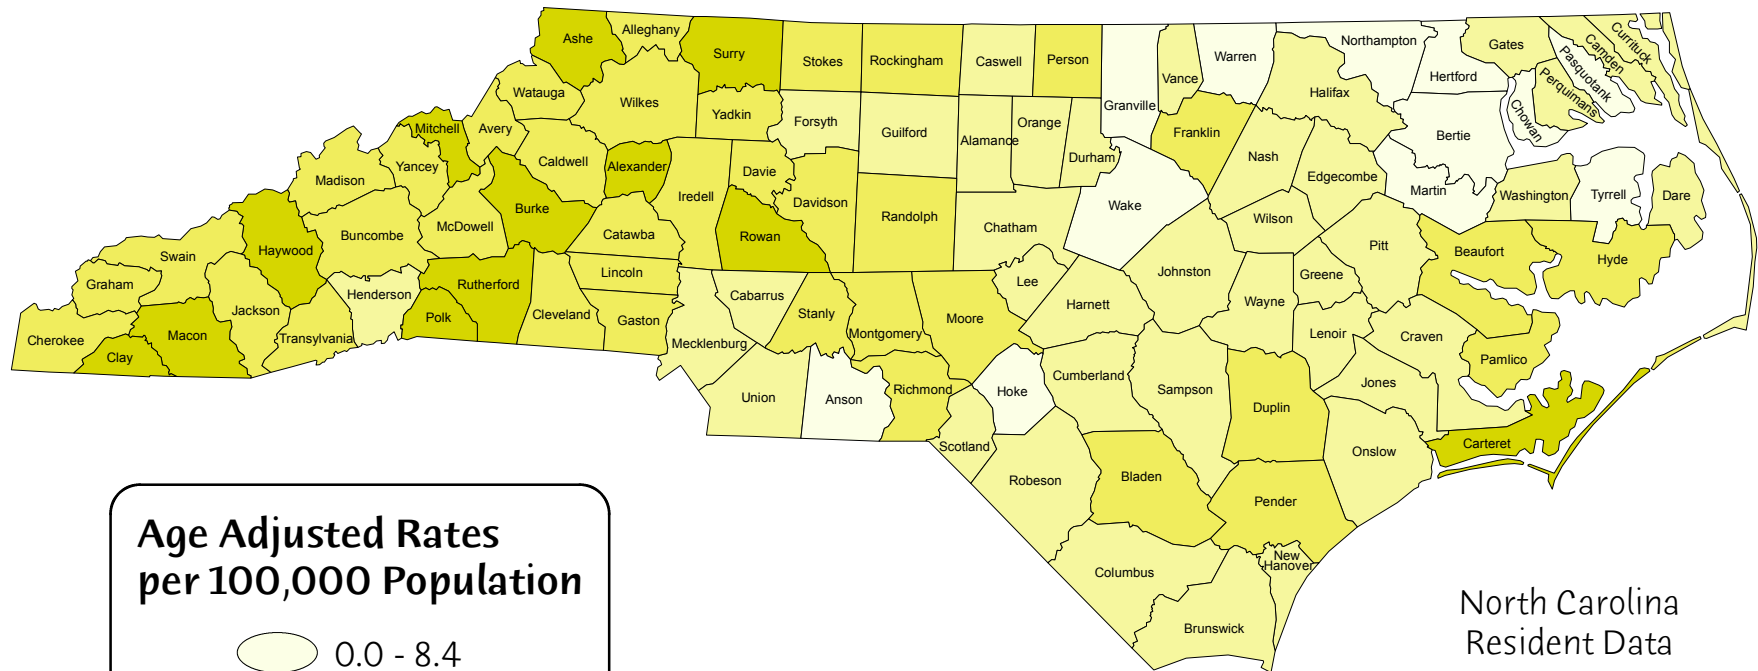 Ashe
Alleghany
Surry
Stokes
Rockingham
Caswell
Person
Granville
Vance
Warren
Northampton
Hertford
Gates
Camden
Currituck
Pasquotank
Perquimans
Chowan
Halifax
Bertie
Watauga
Wilkes
Yadkin
Forsyth
Guilford
Alamance
Orange
Durham
Franklin
Nash
Edgecombe
Martin
Washington
Tyrrell
Dare
Mitchell
Avery
Yancey
Caldwell
Alexander
Iredell
Davie
Davidson
Randolph
Chatham
Wake
Wilson
Pitt
Beaufort
Hyde
Madison
Buncombe
McDowell
Burke
Catawba
Rowan
Haywood
Swain
Graham
Cherokee
Clay
Macon
Jackson
Transylvania
Henderson
Polk
Rutherford
Cleveland
Lincoln
Gaston
Mecklenburg
Cabarrus
Stanly
Montgomery
Moore
Lee
Harnett
Johnston
Wayne
Greene
Lenoir
Craven
Pamlico
Jones
Union
Anson
Richmond
Scotland
Hoke
Cumberland
Sampson
Duplin
Onslow
Carteret
Robeson
Bladen
Pender
Columbus
Brunswick
New
Hanover
Age Adjusted Rates
per 100,000 Population
0.0 - 8.4
North Carolina
Resident Data